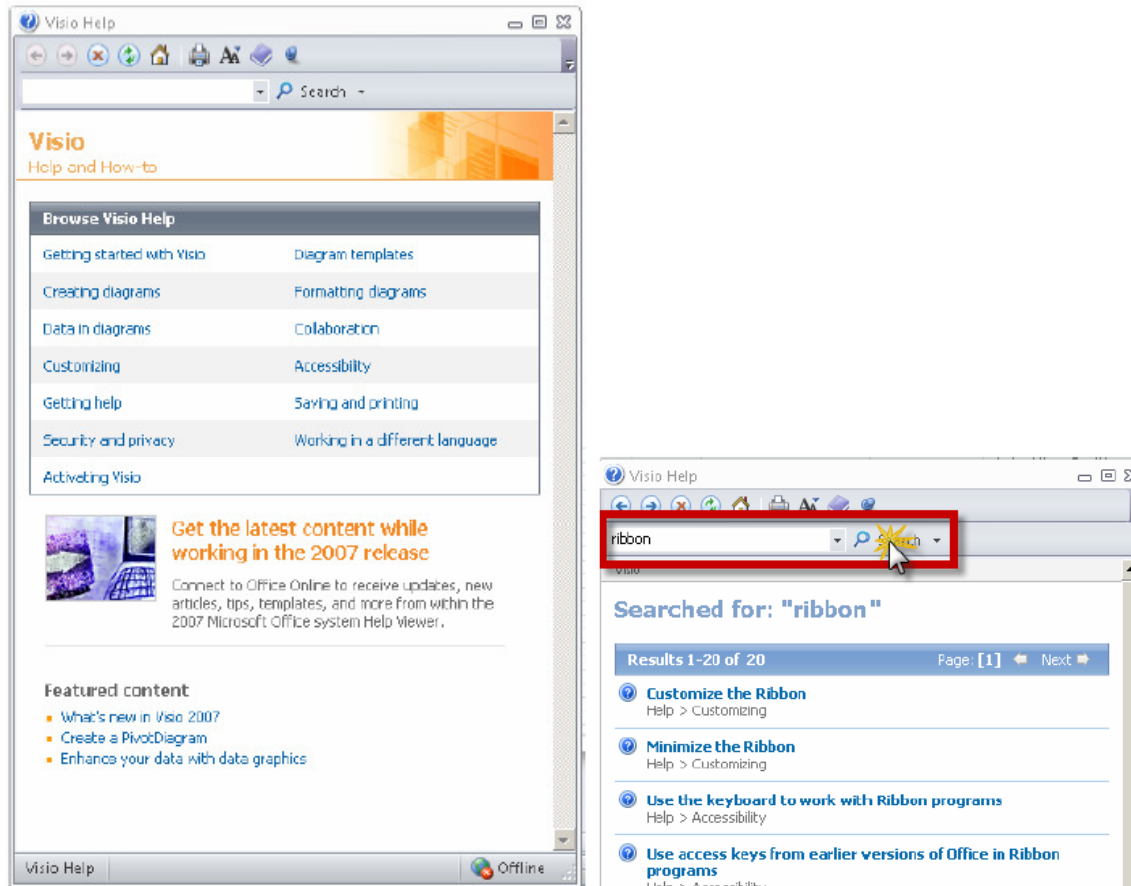 Visio Help
Search
Visio
Help and How-to
Browse Visio Help
Getting started with Visio
Diagram templates
Creating diagrams
Formatting diagrams
Data in diagrams
Collaboration
Customizing
Accessibility
Getting help
Saving and printing
Security and privacy
Working in a different language
Activating Visio
Get the latest content while
working in the 2007 release
Connect to Office Online to receive updates, new
articles, tips, templates, and more from within the
2007 Microsoft Office system Help Viewer.
Featured content
What's new in Visio 2007
Create a PivotDiagram
Enhance your data with data graphics
Visio Help
Offline
Visio Help
ribbon
Search
Visio
Searched for: "ribbon"
Results 1-20 of 20 Page: [1] Next
Customize the Ribbon
Help > Customizing
Minimize the Ribbon
Help > Customizing
Use the keyboard to work with Ribbon programs
Help > Accessibility
Use access keys from earlier versions of Office in Ribbon
programs
Help > Accessibility